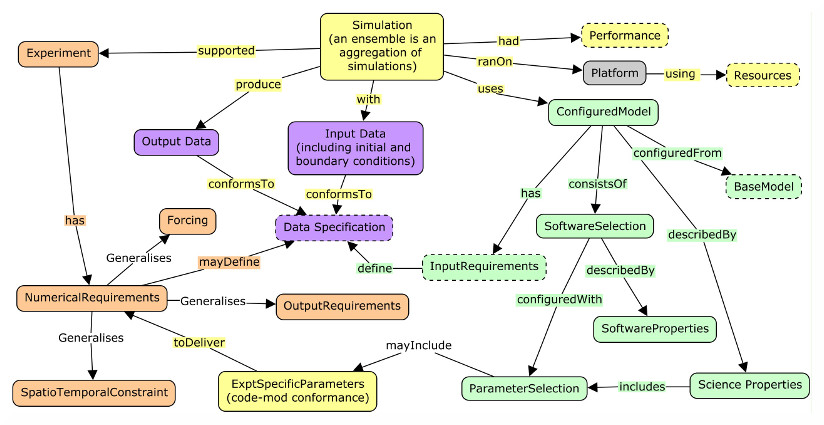 Simulation
(an ensemble is an
aggregation of
simulations)
Experiment
supported
had
Performance
ranOn
Platform
using
Resources
produce
with
uses
ConfiguredModel
Output Data
Input Data
(including initial and
boundary conditions)
configuredFrom
conformsTo
conformsTo
has
consistsOf
BaseModel
has
Forcing
Data Specification
SoftwareSelection
describedBy
Generalises
mayDefine
define
InputRequirements
describedBy
NumericalRequirements
Generalises
OutputRequirements
configuredWith
SoftwareProperties
Generalises
toDeliver
mayInclude
SpatioTemporalConstraint
ExptSpecificParameters
(code-mod conformance)
ParameterSelection
includes
Science Properties